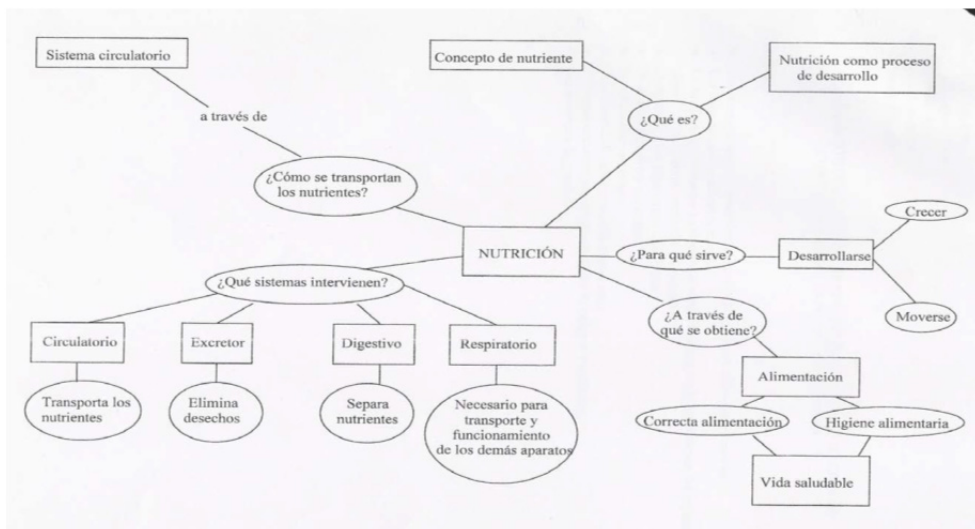 Sistema circulatorio
Concepto de nutriente
Nutrición como proceso
de desarrollo
a través de
¿Qué es?
¿Cómo se transportan
los nutrientes?
Crecer
NUTRICIÓN
¿Para qué sirve?
Desarrollarse
¿Qué sistemas intervienen?
¿A través de
qué se obtiene?
Moverse
Circulatorio
Excretor
Digestivo
Respiratorio
Alimentación
Transporta los
nutrientes
Elimina
desechos
Separa
nutrientes
Necesario para
transporte y
funcionamiento
de los demás aparatos
Correcta alimentación
Higiene alimentaria
Vida saludable